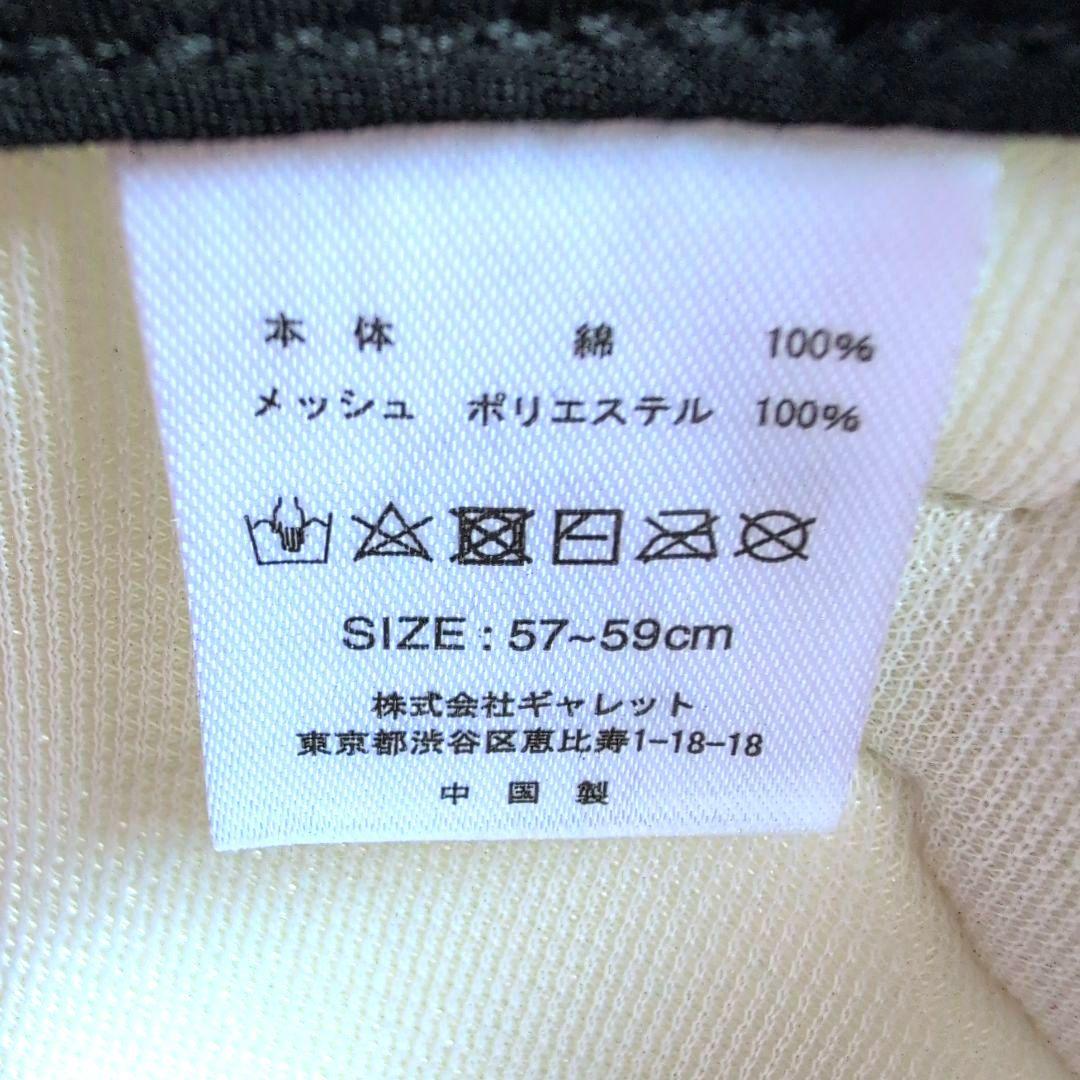 本体 綿 100%
メッシュ ポリエステル 100%
SIZE : 57~59cm
株式会社ギャレット
東京都渋谷区恵比寿1-18-18
中国製